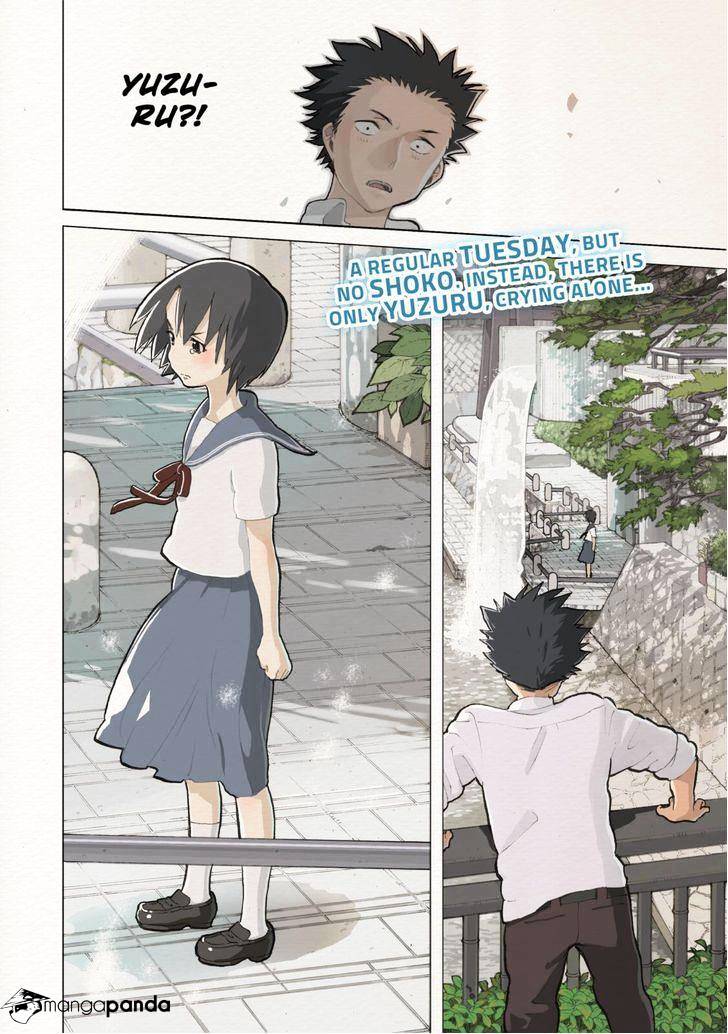 YUZU-
RU?!
A REGULAR TUESDAY, BUT
NO SHOKO. INSTEAD, THERE IS
ONLY YUZURU, CRYING ALONE...
mangapanda